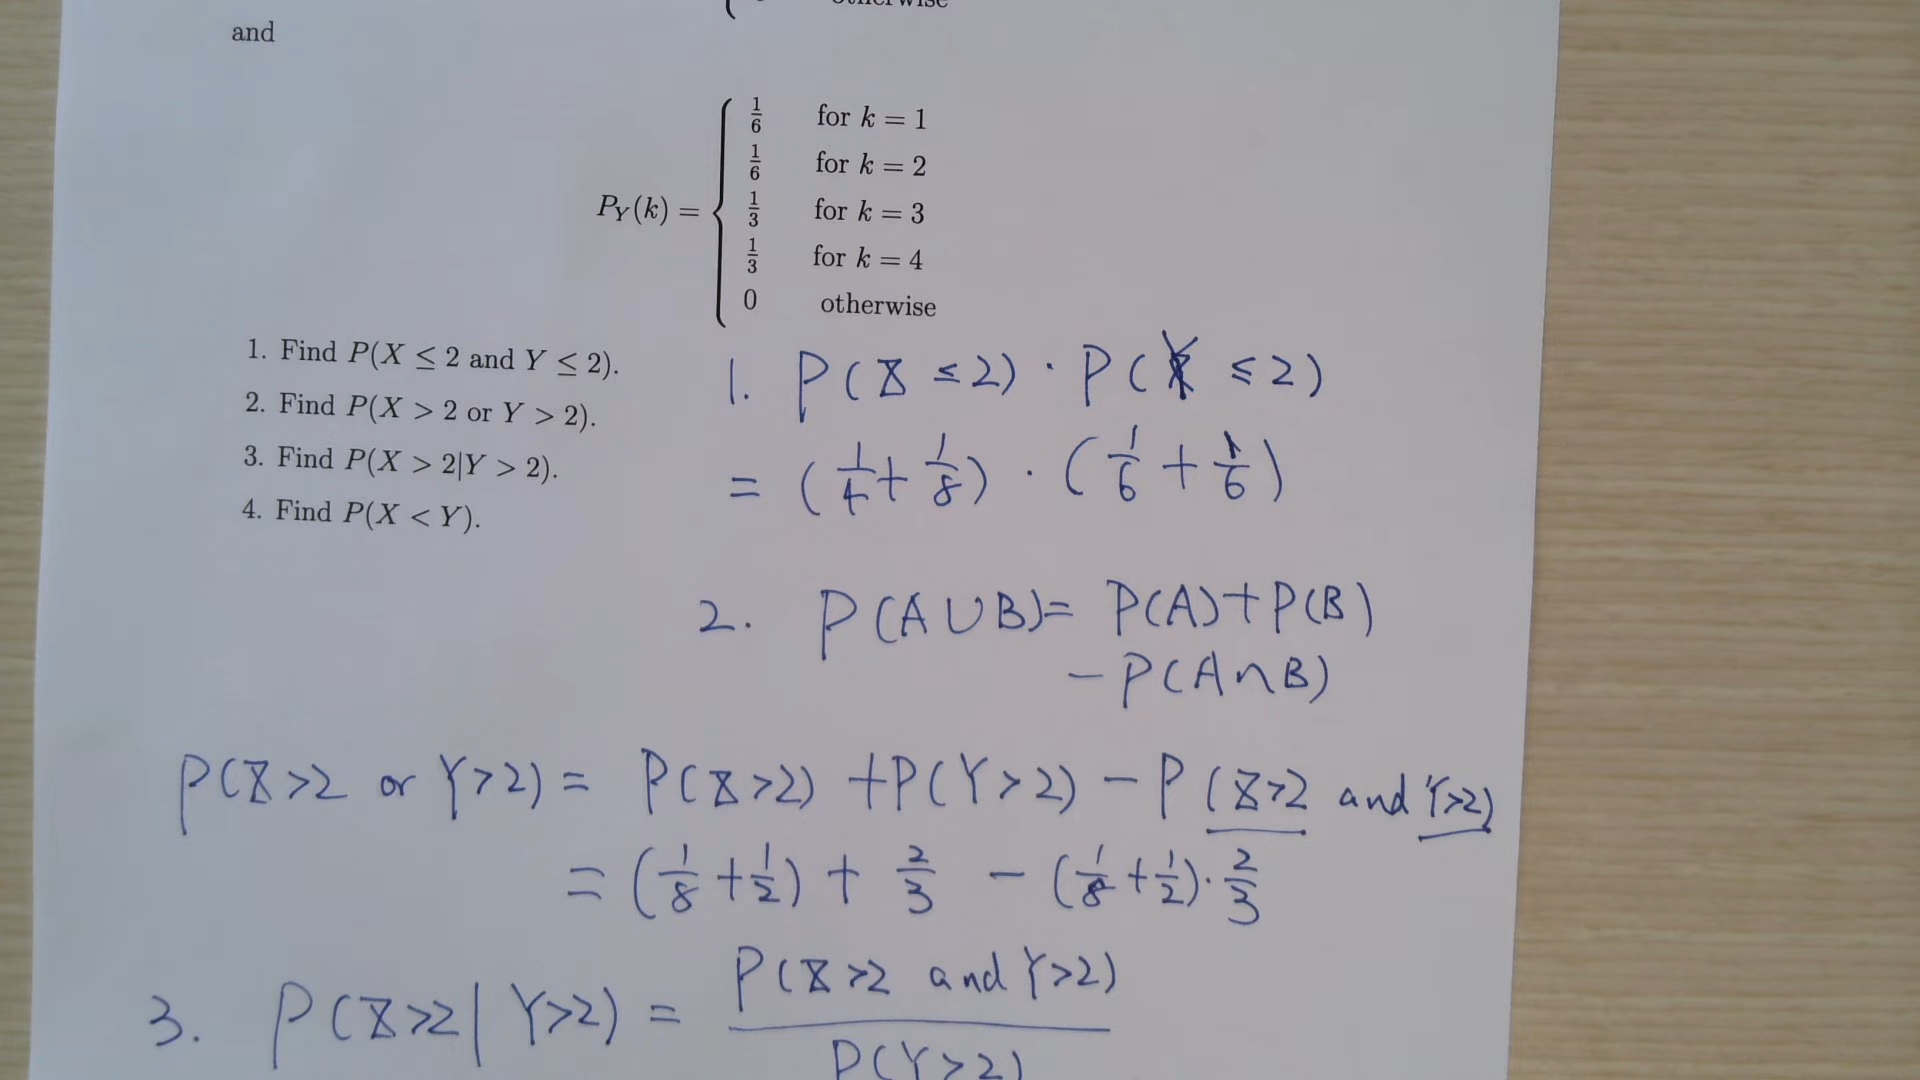 otherwise
and
P_Y(k) = { 1/6 for k = 1
1/6 for k = 2
1/3 for k = 3
1/3 for k = 4
0 otherwise
1. Find P(X ≤ 2 and Y ≤ 2).
2. Find P(X > 2 or Y > 2).
3. Find P(X > 2|Y > 2).
4. Find P(X < Y).
1. P(X ≤ 2) · P(Y ≤ 2)
= (1/4 + 1/8) · (1/6 + 1/6)
2. P(A ∪ B) = P(A) + P(B)
− P(A ∩ B)
P(X > 2 or Y > 2) = P(X > 2) + P(Y > 2) − P(X > 2 and Y > 2)
= (1/8 + 1/2) + 2/3 − (1/8 + 1/2) · 2/3
3. P(X > 2 | Y > 2) = P(X > 2 and Y > 2)
P(Y > 2)